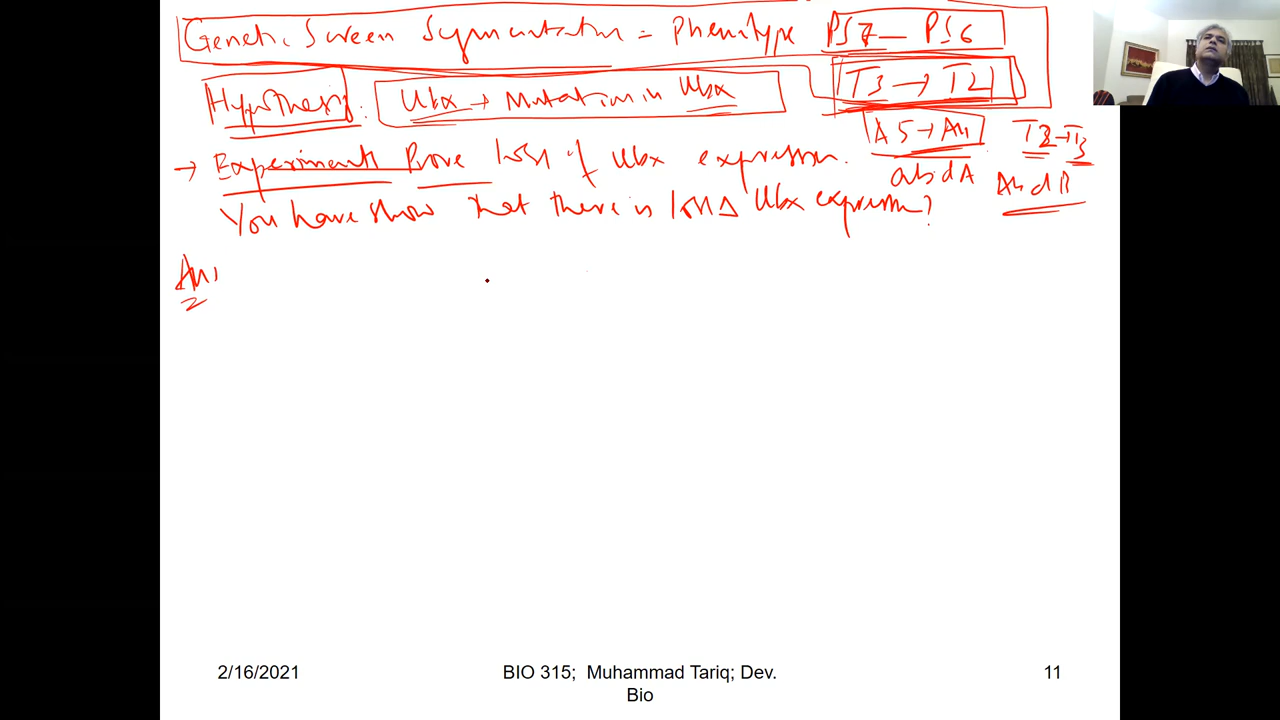 Genetic Screen Segmentation = Phenotype PS7 — PS6
Hypothesis. Ubx → Mutation in Ubx T3 → T2
A5 → A4 T2 → T3
→ Experiments Prove loss of Ubx expression. abdA
You have show that there is loss Ubx expression?
Ans
2/16/2021 BIO 315; Muhammad Tariq; Dev. Bio 11